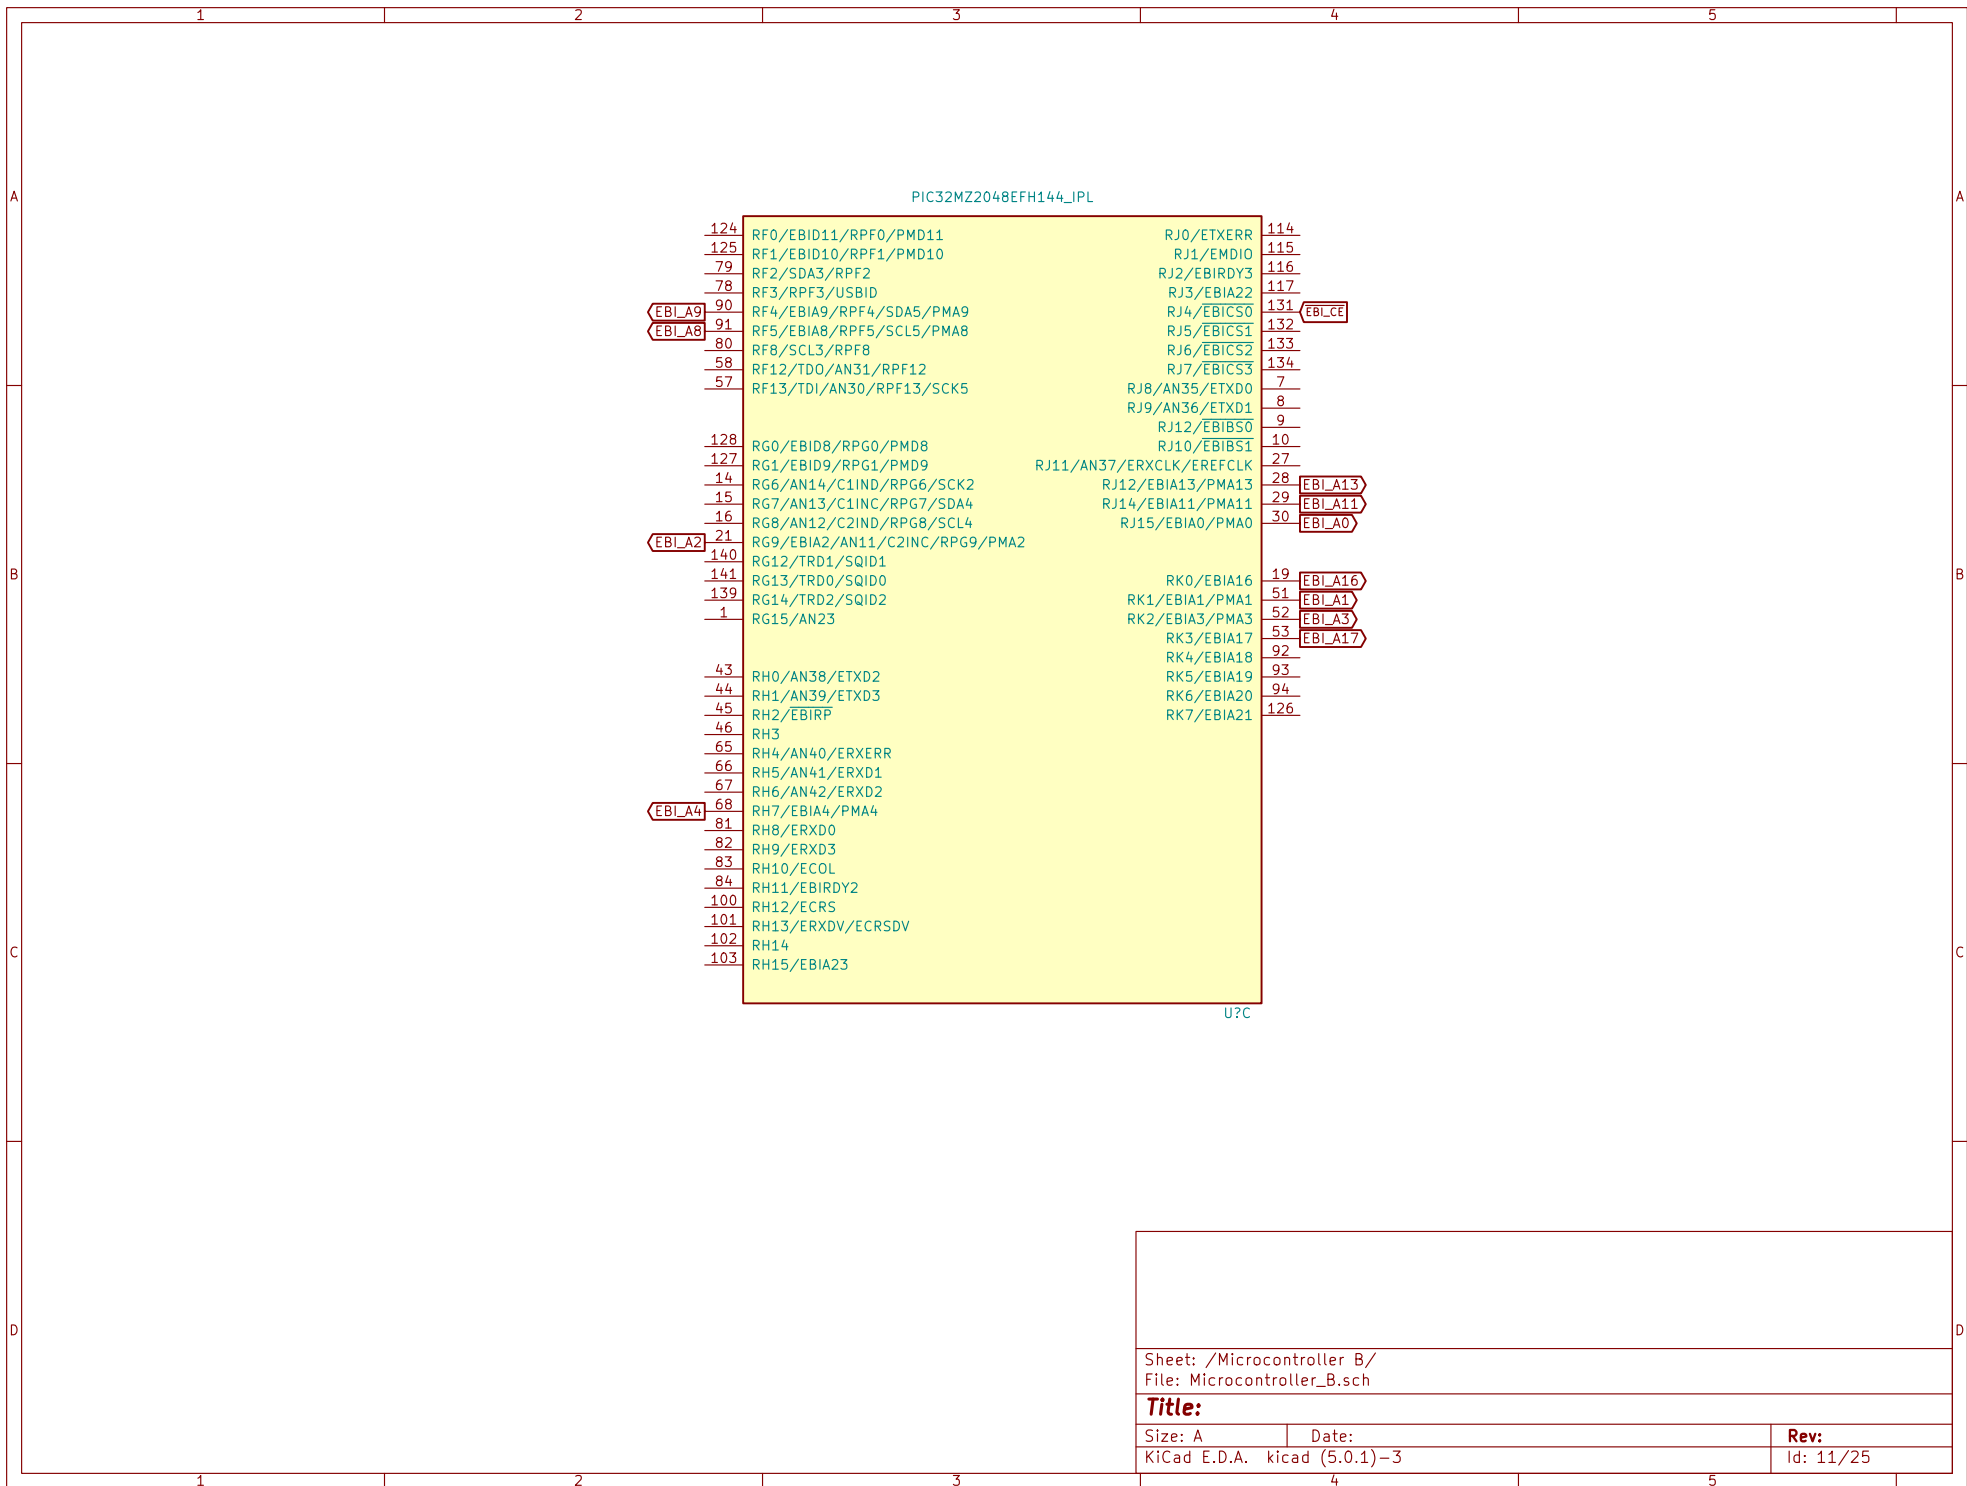 1 2 3 4 5
A A
B B
C C
D D
PIC32MZ2048EFH144_IPL
124 RF0/EBID11/RPF0/PMD11
125 RF1/EBID10/RPF1/PMD10
79 RF2/SDA3/RPF2
78 RF3/RPF3/USBID
EBI_A9 90 RF4/EBIA9/RPF4/SDA5/PMA9
EBI_A8 91 RF5/EBIA8/RPF5/SCL5/PMA8
80 RF8/SCL3/RPF8
58 RF12/TDO/AN31/RPF12
57 RF13/TDI/AN30/RPF13/SCK5
128 RG0/EBID8/RPG0/PMD8
127 RG1/EBID9/RPG1/PMD9
14 RG6/AN14/C1IND/RPG6/SCK2
15 RG7/AN13/C1INC/RPG7/SDA4
16 RG8/AN12/C2IND/RPG8/SCL4
EBI_A2 21 RG9/EBIA2/AN11/C2INC/RPG9/PMA2
140 RG12/TRD1/SQID1
141 RG13/TRD0/SQID0
139 RG14/TRD2/SQID2
1 RG15/AN23
43 RH0/AN38/ETXD2
44 RH1/AN39/ETXD3
45 RH2/EBIRP
46 RH3
65 RH4/AN40/ERXERR
66 RH5/AN41/ERXD1
67 RH6/AN42/ERXD2
EBI_A4 68 RH7/EBIA4/PMA4
81 RH8/ERXD0
82 RH9/ERXD3
83 RH10/ECOL
84 RH11/EBIRDY2
100 RH12/ECRS
101 RH13/ERXDV/ECRSDV
102 RH14
103 RH15/EBIA23
RJ0/ETXERR 114
RJ1/EMDIO 115
RJ2/EBIRDY3 116
RJ3/EBIA22 117
RJ4/EBICS0 131 EBI_CE
RJ5/EBICS1 132
RJ6/EBICS2 133
RJ7/EBICS3 134
RJ8/AN35/ETXD0 7
RJ9/AN36/ETXD1 8
RJ12/EBIBS0 9
RJ10/EBIBS1 10
RJ11/AN37/ERXCLK/EREFCLK 27
RJ12/EBIA13/PMA13 28 EBI_A13
RJ14/EBIA11/PMA11 29 EBI_A11
RJ15/EBIA0/PMA0 30 EBI_A0
RK0/EBIA16 19 EBI_A16
RK1/EBIA1/PMA1 51 EBI_A1
RK2/EBIA3/PMA3 52 EBI_A3
RK3/EBIA17 53 EBI_A17
RK4/EBIA18 92
RK5/EBIA19 93
RK6/EBIA20 94
RK7/EBIA21 126
U?C
Sheet: /Microcontroller B/
File: Microcontroller_B.sch
Title:
Size: A Date: Rev:
KiCad E.D.A. kicad (5.0.1)-3 Id: 11/25
1 2 3 4 5